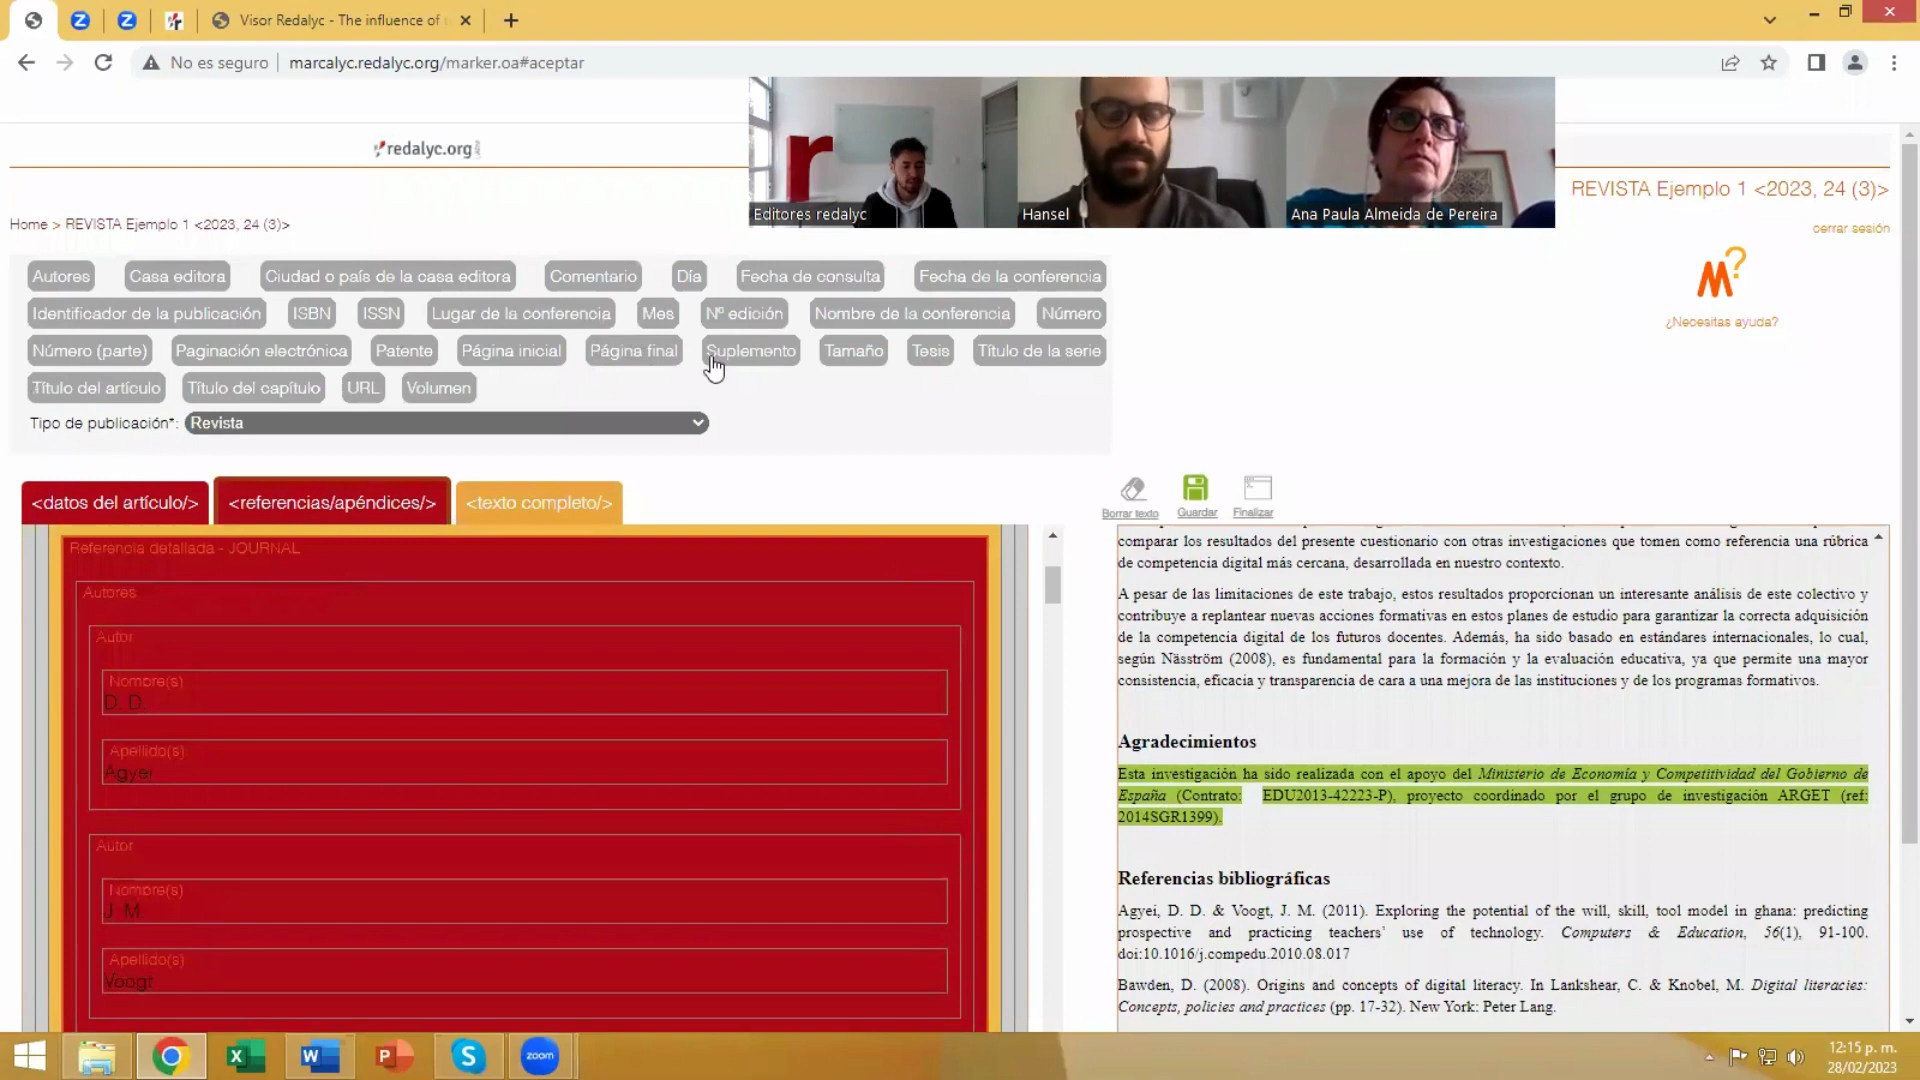 Visor Redalyc - The influence of
No es seguro
marcalyc.redalyc.org/marker.oa#aceptar
redalyc.org
Editores redalyc
Hansel
Ana Paula Almeida de Pereira
REVISTA Ejemplo 1 <2023, 24 (3)>
Home > REVISTA Ejemplo 1 <2023, 24 (3)>
cerrar sesión
Autores Casa editora Ciudad o país de la casa editora Comentario Día Fecha de consulta Fecha de la conferencia
Identificador de la publicación ISBN ISSN Lugar de la conferencia Mes Nº edición Nombre de la conferencia Número
Número (parte) Paginación electrónica Patente Página inicial Página final Suplemento Tamaño Tesis Título de la serie
Título del artículo Título del capítulo URL Volumen
Tipo de publicación*: Revista
M?
¿Necesitas ayuda?
<datos del artículo/> <referencias/apéndices/> <texto completo/>
Borrar texto Guardar Finalizar
Referencia detallada - JOURNAL
Autores
Autor
Nombre(s)
D. D.
Apellido(s)
Agyei
Autor
Nombre(s)
J. M.
Apellido(s)
Voogt
comparar los resultados del presente cuestionario con otras investigaciones que tomen como referencia una rúbrica
de competencia digital más cercana, desarrollada en nuestro contexto.
A pesar de las limitaciones de este trabajo, estos resultados proporcionan un interesante análisis de este colectivo y
contribuye a replantear nuevas acciones formativas en estos planes de estudio para garantizar la correcta adquisición
de la competencia digital de los futuros docentes. Además, ha sido basado en estándares internacionales, lo cual,
según Näsström (2008), es fundamental para la formación y la evaluación educativa, ya que permite una mayor
consistencia, eficacia y transparencia de cara a una mejora de las instituciones y de los programas formativos.
Agradecimientos
Esta investigación ha sido realizada con el apoyo del Ministerio de Economía y Competitividad del Gobierno de
España (Contrato: EDU2013-42223-P), proyecto coordinado por el grupo de investigación ARGET (ref:
2014SGR1399).
Referencias bibliográficas
Agyei, D. D. & Voogt, J. M. (2011). Exploring the potential of the will, skill, tool model in ghana: predicting
prospective and practicing teachers' use of technology. Computers & Education, 56(1), 91-100.
doi:10.1016/j.compedu.2010.08.017
Bawden, D. (2008). Origins and concepts of digital literacy. In Lankshear, C. & Knobel, M. Digital literacies:
Concepts, policies and practices (pp. 17-32). New York: Peter Lang.
zoom
12:15 p. m.
28/02/2023